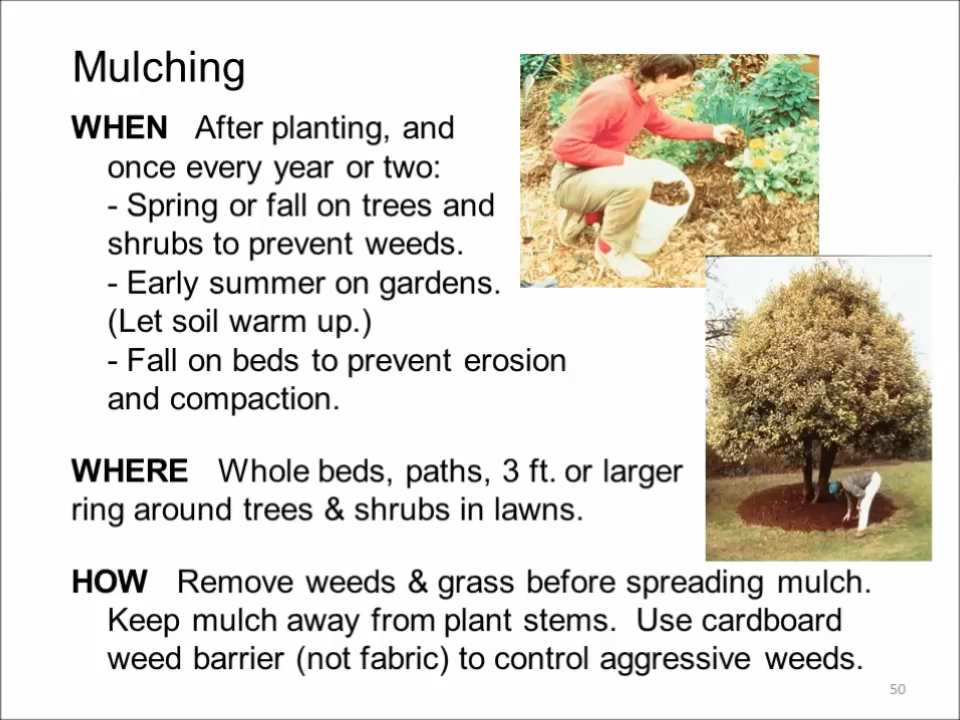 Mulching
WHEN After planting, and
once every year or two:
- Spring or fall on trees and
shrubs to prevent weeds.
- Early summer on gardens.
(Let soil warm up.)
- Fall on beds to prevent erosion
and compaction.
WHERE Whole beds, paths, 3 ft. or larger
ring around trees & shrubs in lawns.
HOW Remove weeds & grass before spreading mulch.
Keep mulch away from plant stems. Use cardboard
weed barrier (not fabric) to control aggressive weeds.
50